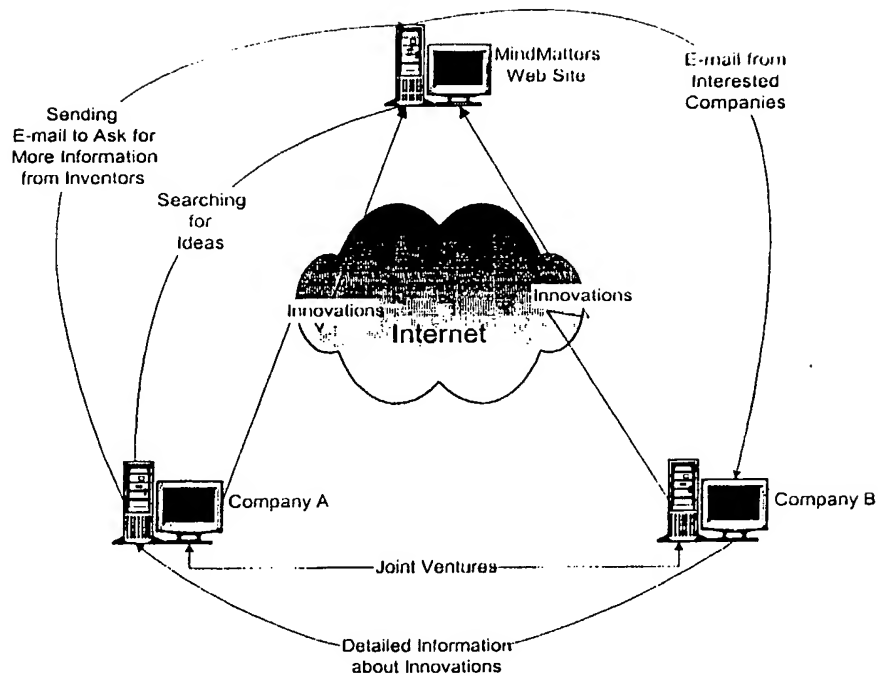 MindMatters
Web Site
E-mail from
Interested
Companies
Sending
E-mail to Ask for
More Information
from Inventors
Searching
for
Ideas
Innovations
Innovations
Internet
Company A
Company B
Joint Ventures
Detailed Information
about Innovations